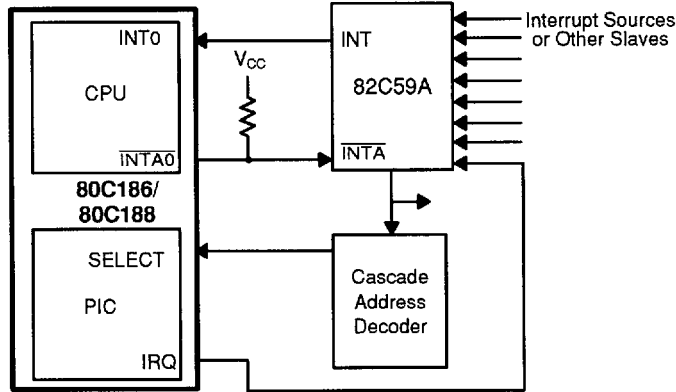 INT0
CPU
INTA0
80C186/
80C188
SELECT
PIC
IRQ
VCC
INT
82C59A
INTA
Interrupt Sources
or Other Slaves
Cascade
Address
Decoder